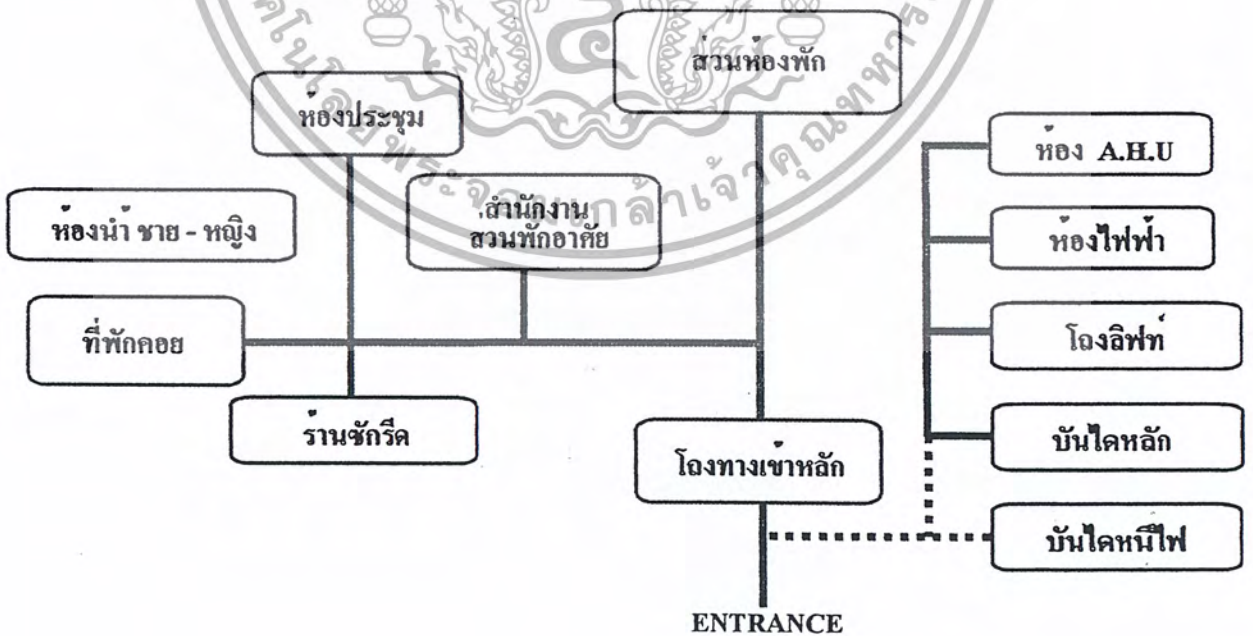 ส่วนห้องพัก
ห้องประชุม
ห้อง A.H.U
สำนักงาน
สวนพักอาศัย
ห้องน้ำ ชาย - หญิง
ห้องไฟฟ้า
ที่พักคอย
โถงลิฟท์
ร้านซักรีด
โถงทางเข้าหลัก
บันไดหลัก
บันไดหนีไฟ
ENTRANCE